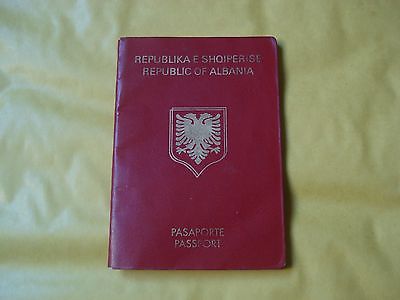 REPUBLIKA E SHQIPERISE
REPUBLIC OF ALBANIA
PASAPORTE
PASSPORT